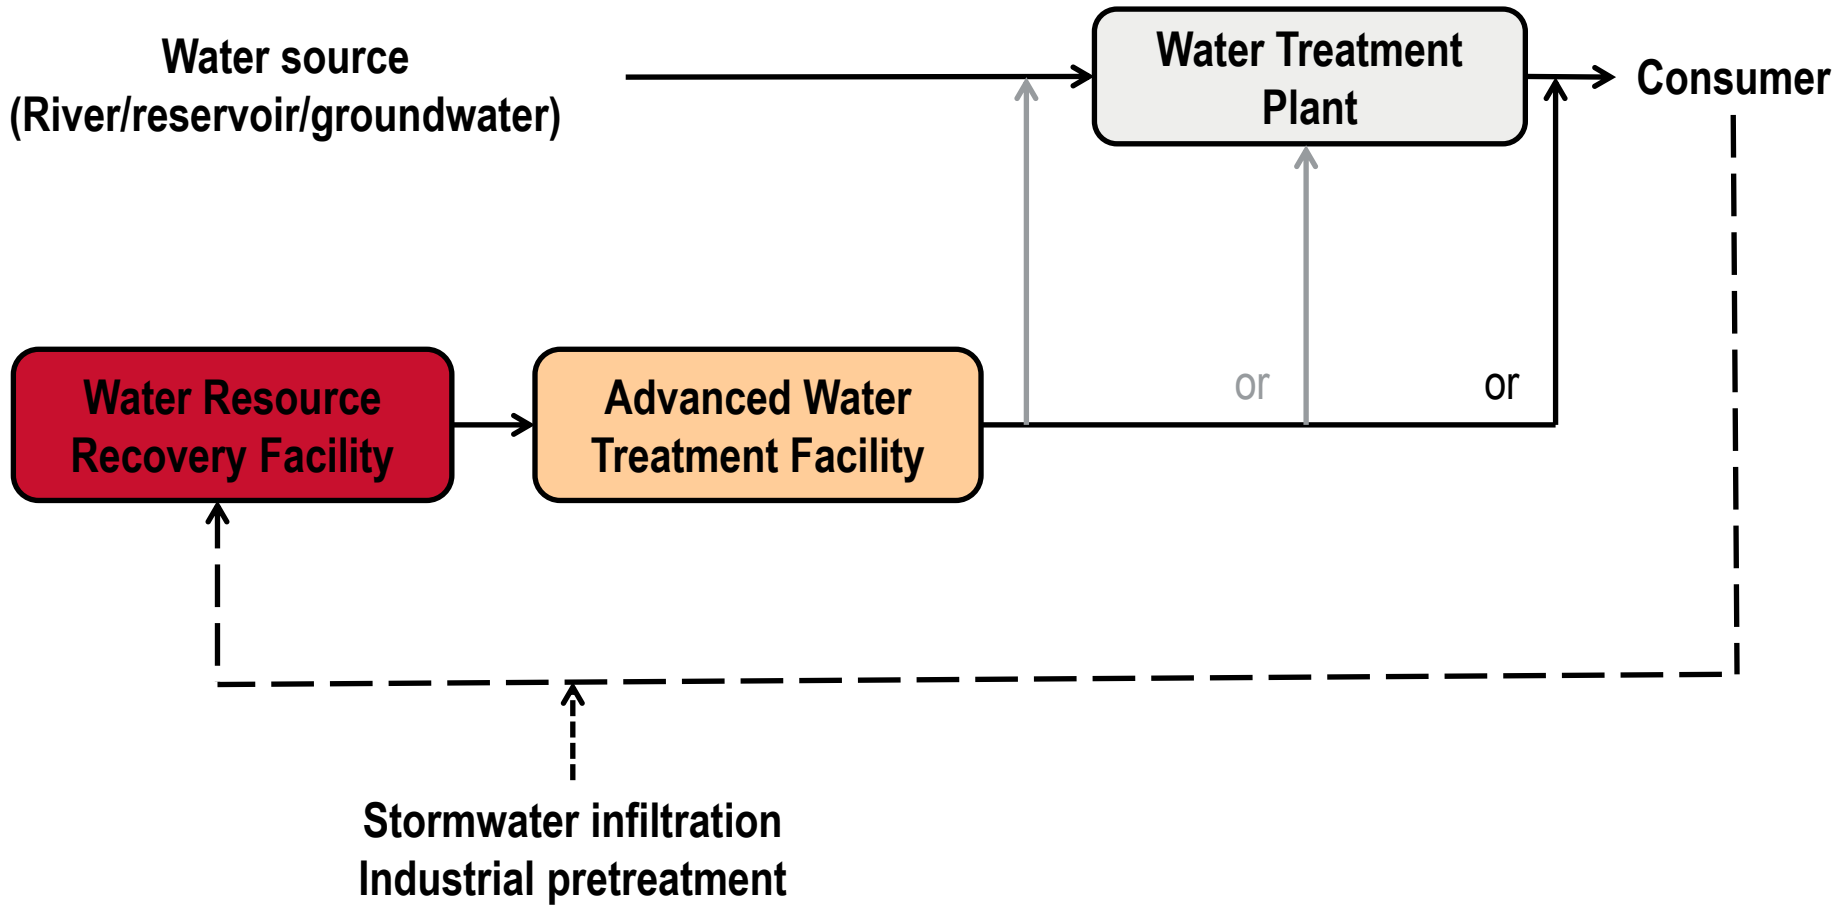 Water source
(River/reservoir/groundwater)
Water Treatment
Plant
Consumer
Water Resource
Recovery Facility
Advanced Water
Treatment Facility
or
or
Stormwater infiltration
Industrial pretreatment